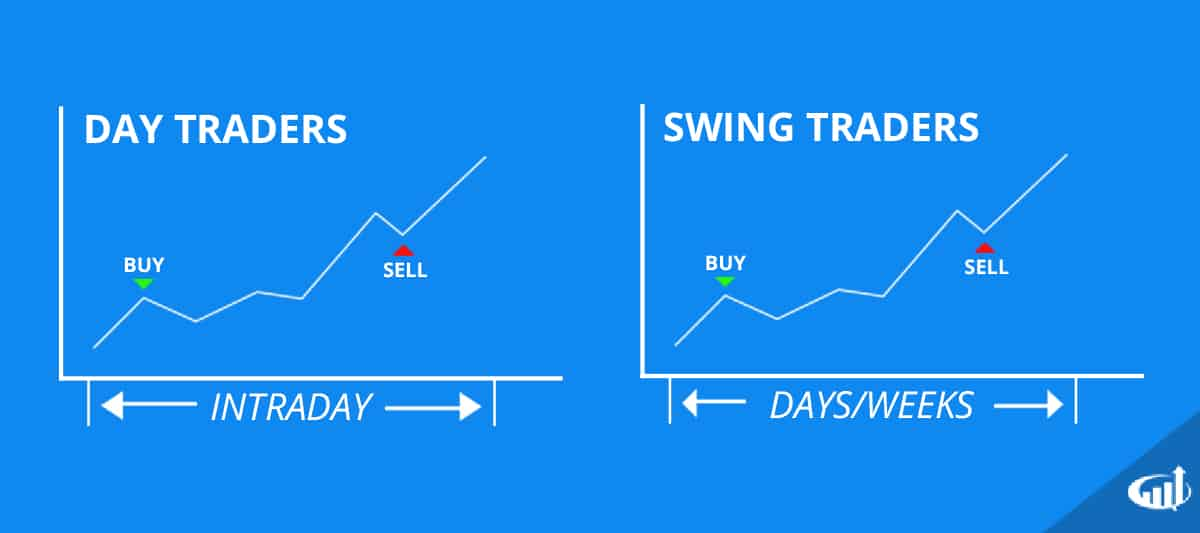 DAY TRADERS
BUY
SELL
INTRADAY
SWING TRADERS
BUY
SELL
DAYS/WEEKS